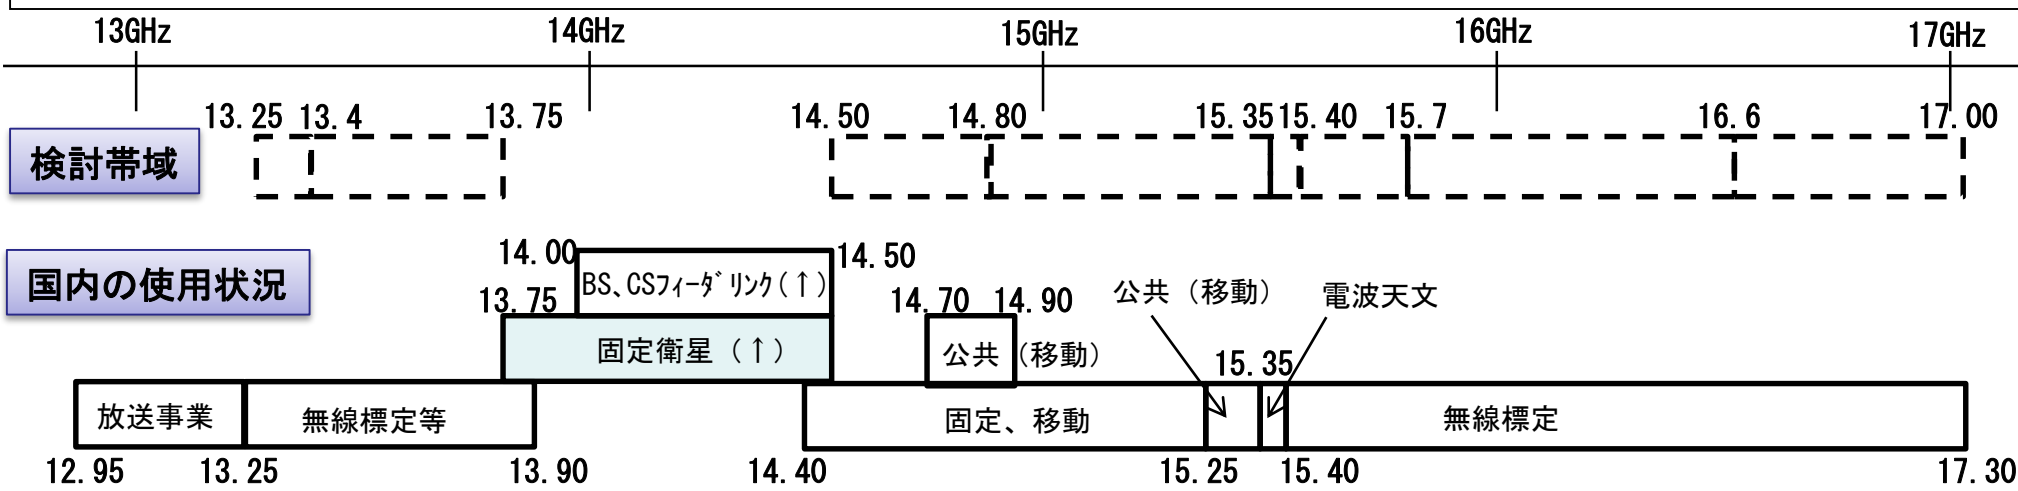 13GHz 14GHz 15GHz 16GHz 17GHz
13.25 13.4 13.75 14.50 14.80 15.35 15.40 15.7 16.6 17.00
検討帯域
国内の使用状況
14.00 BS、CSフィーダリンク(↑) 14.50
13.75 固定衛星（↑）
14.70 14.90
公共（移動）
公共（移動）
電波天文
15.35
放送事業 無線標定等 固定、移動 無線標定
12.95 13.25 13.90 14.40 15.25 15.40 17.30